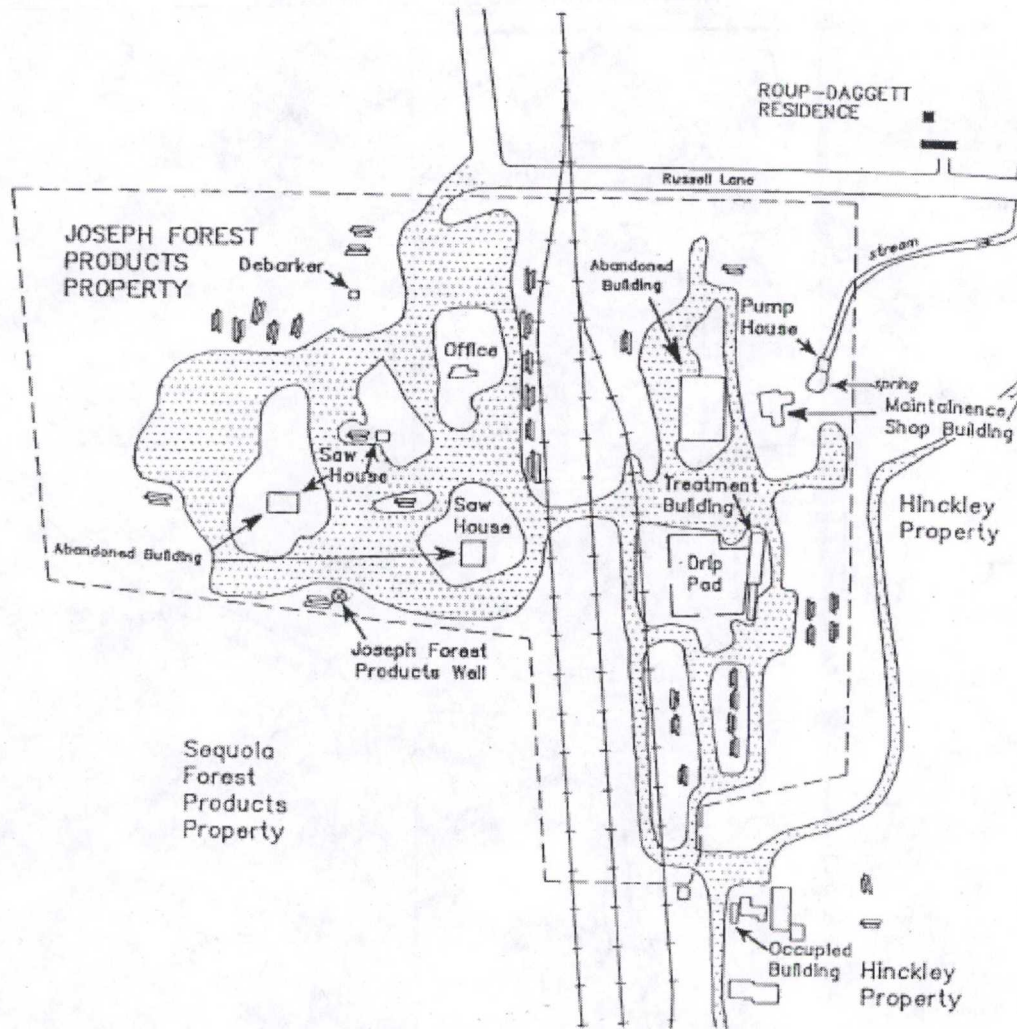 ROUP-DAGGETT
RESIDENCE
Russell Lane
JOSEPH FOREST
PRODUCTS
PROPERTY
Debarker
stream
Abandoned
Building
Pump
House
Office
spring
Maintainence
Shop Building
Saw
House
Treatment
Building
Saw
House
Hinckley
Property
Abandoned Building
Drip
Pad
Joseph Forest
Products Well
Sequoia
Forest
Products
Property
Occupied
Building
Hinckley
Property